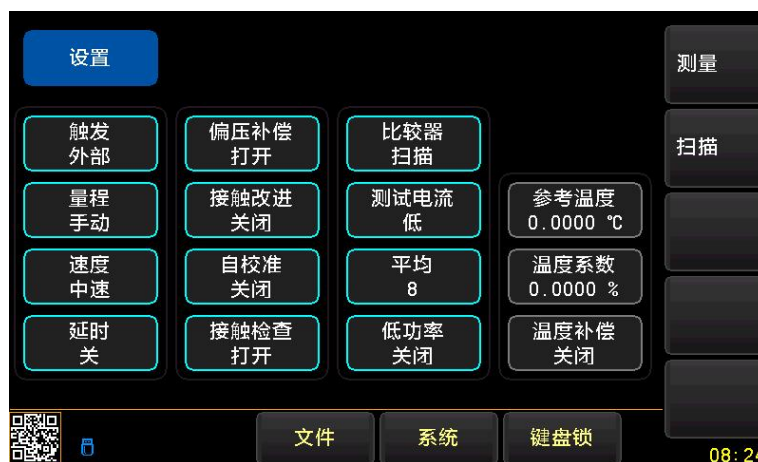 设置
测量
扫描
触发
外部
偏压补偿
打开
比较器
扫描
量程
手动
接触改进
关闭
测试电流
低
参考温度
0.0000 ℃
速度
中速
自校准
关闭
平均
8
温度系数
0.0000 %
延时
关
接触检查
打开
低功率
关闭
温度补偿
关闭
文件
系统
键盘锁
08:24